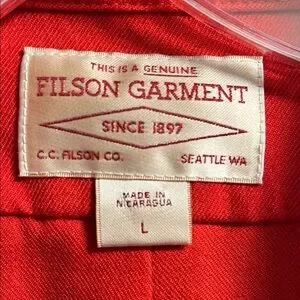 THIS IS A GENUINE
FILSON GARMENT
SINCE 1897
C.C. FILSON CO. SEATTLE WA
MADE IN
NICARAGUA
L